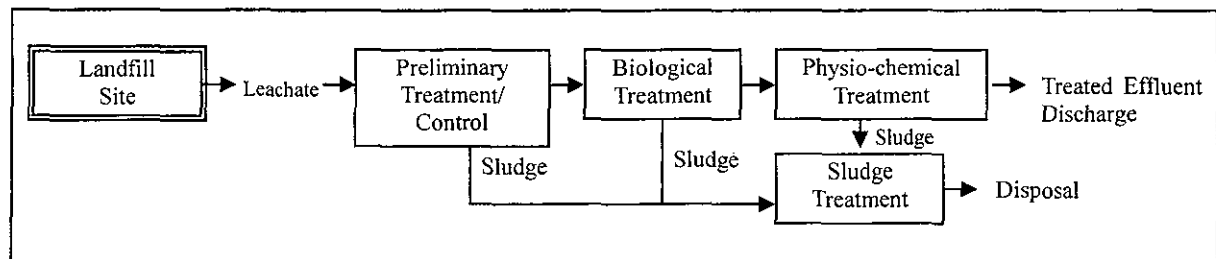 Landfill
Site
Leachate
Preliminary
Treatment/
Control
Biological
Treatment
Physio-chemical
Treatment
Treated Effluent
Discharge
Sludge
Sludge
Sludge
Sludge
Treatment
Disposal